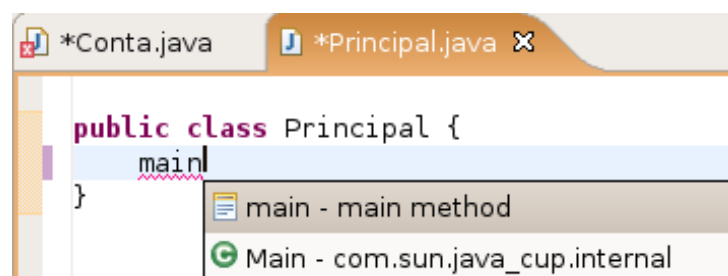 *Conta.java *Principal.java
public class Principal {
main
}
main - main method
Main - com.sun.java_cup.internal